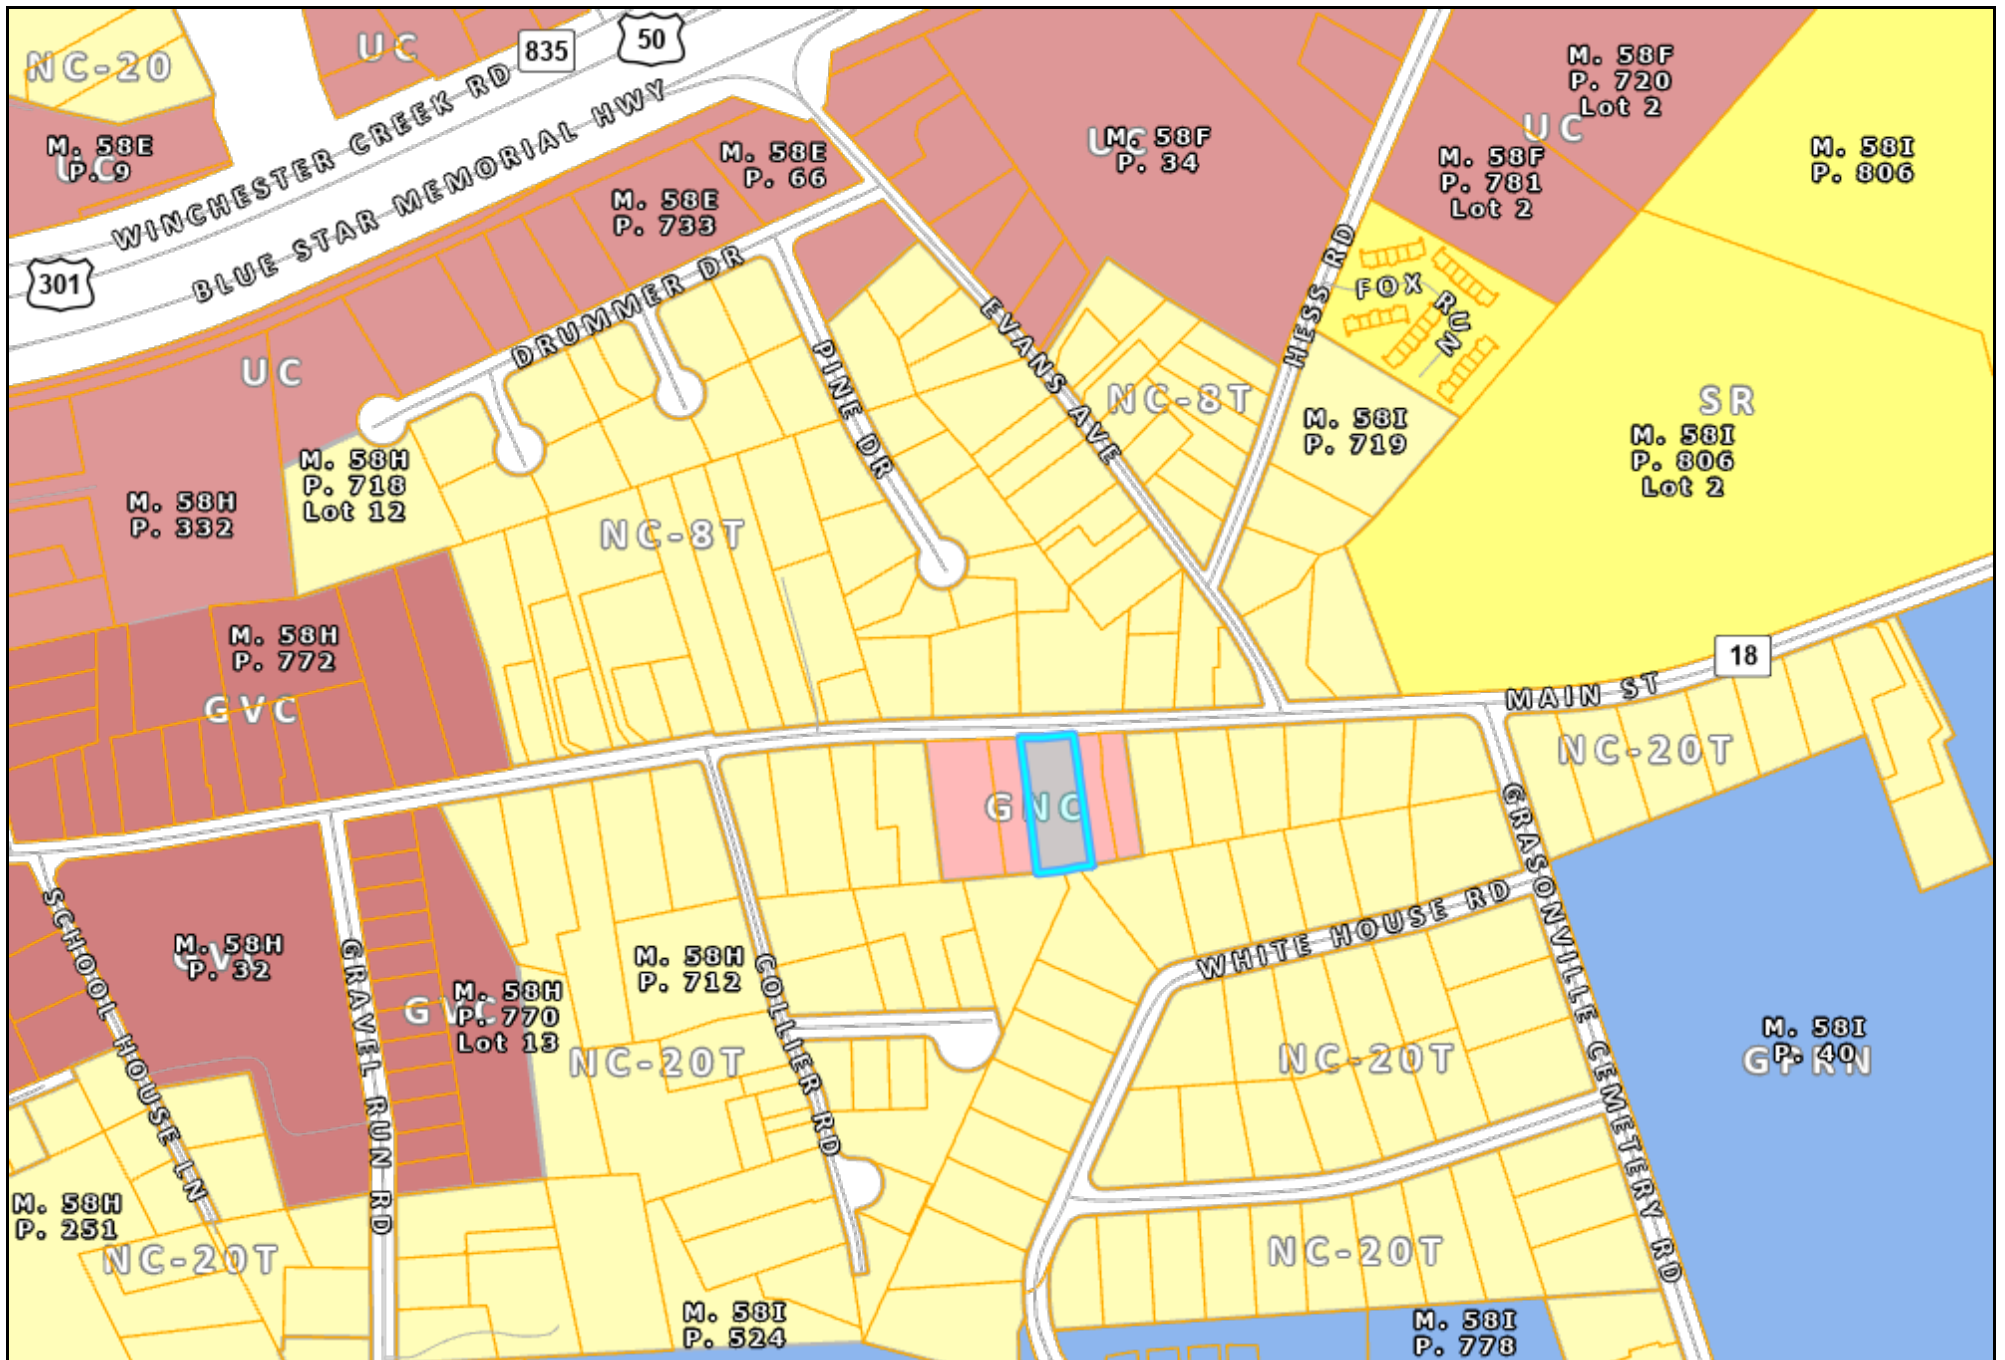 NC-20
UC
835
50
WINCHESTER CREEK RD
BLUE STAR MEMORIAL HWY
301
M. 58E
P. 9
UC
M. 58E
P. 66
M. 58E
P. 733
UC
M. 58F
P. 34
M. 58F
P. 720
Lot 2
UC
M. 58F
P. 781
Lot 2
M. 58I
P. 806
HESS RD
FOX RUN
DRUMMER DR
PINE DR
EVANS AVE
UC
NC-8T
M. 58I
P. 719
SR
M. 58I
P. 806
Lot 2
M. 58H
P. 332
M. 58H
P. 718
Lot 12
NC-8T
M. 58H
P. 772
GVC
18
MAIN ST
NC-20T
GNC
GRASONVILLE CEMETERY RD
WHITE HOUSE RD
SCHOOL HOUSE LN
M. 58H
P. 32
GRAVEL RUN RD
GVC
M. 58H
P. 770
Lot 13
M. 58H
P. 712
COLLIER RD
NC-20T
NC-20T
M. 58I
P. 40
GPRN
M. 58H
P. 251
NC-20T
NC-20T
M. 58I
P. 524
M. 58I
P. 778